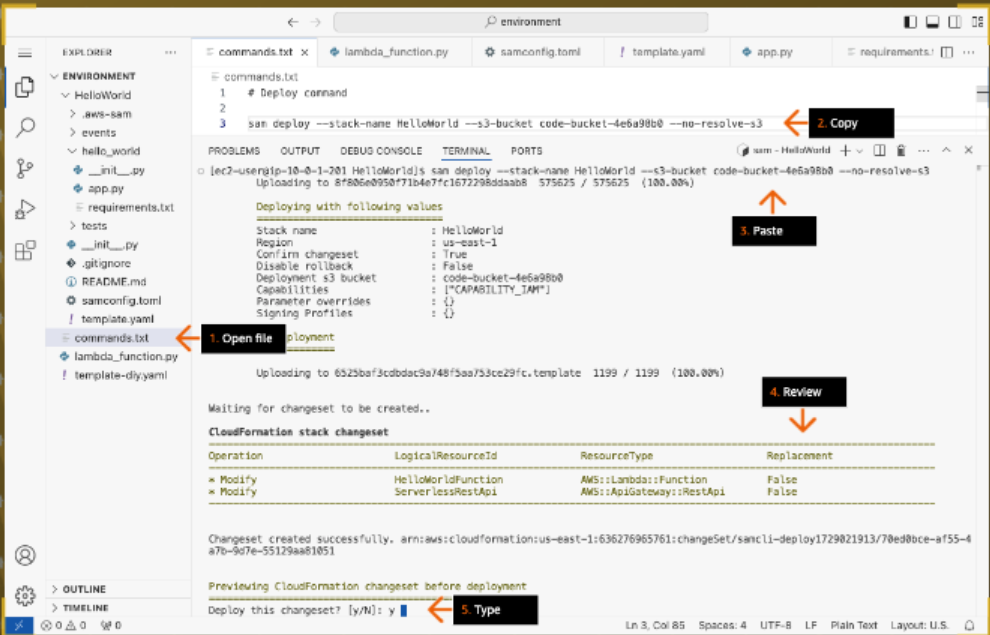 environment
EXPLORER
ENVIRONMENT
HelloWorld
.aws-sam
events
hello_world
__init__.py
app.py
requirements.txt
tests
__init__.py
.gitignore
README.md
samconfig.toml
template.yaml
commands.txt
lambda_function.py
template-diy.yaml
OUTLINE
TIMELINE
commands.txt lambda_function.py samconfig.toml template.yaml app.py requirements.t
commands.txt
1 # Deploy command
2
3 sam deploy --stack-name HelloWorld --s3-bucket code-bucket-4e6a98b0 --no-resolve-s3
2. Copy
PROBLEMS OUTPUT DEBUG CONSOLE TERMINAL PORTS sam - HelloWorld
[ec2-user@ip-10-0-1-201 HelloWorld]$ sam deploy --stack-name HelloWorld --s3-bucket code-bucket-4e6a98b0 --no-resolve-s3
Uploading to 8f806e0950f71b4e7fc1672298ddaab8 575625 / 575625 (100.00%)
3. Paste
Deploying with following values
===============================
Stack name : HelloWorld
Region : us-east-1
Confirm changeset : True
Disable rollback : False
Deployment s3 bucket : code-bucket-4e6a98b0
Capabilities : ["CAPABILITY_IAM"]
Parameter overrides : {}
Signing Profiles : {}
1. Open file
ployment
Uploading to 6525baf3cdbdac9a748f5aa753ce29fc.template 1199 / 1199 (100.00%)
4. Review
Waiting for changeset to be created..
CloudFormation stack changeset
Operation LogicalResourceId ResourceType Replacement
* Modify HelloWorldFunction AWS::Lambda::Function False
* Modify ServerlessRestApi AWS::ApiGateway::RestApi False
Changeset created successfully. arn:aws:cloudformation:us-east-1:636276965761:changeSet/samcli-deploy1729021913/70ed0bce-af55-4
a7b-9d7e-55129aa81051
Previewing CloudFormation changeset before deployment
Deploy this changeset? [y/N]: y
5. Type
0 0 0 Ln 3, Col 85 Spaces: 4 UTF-8 LF Plain Text Layout: U.S.